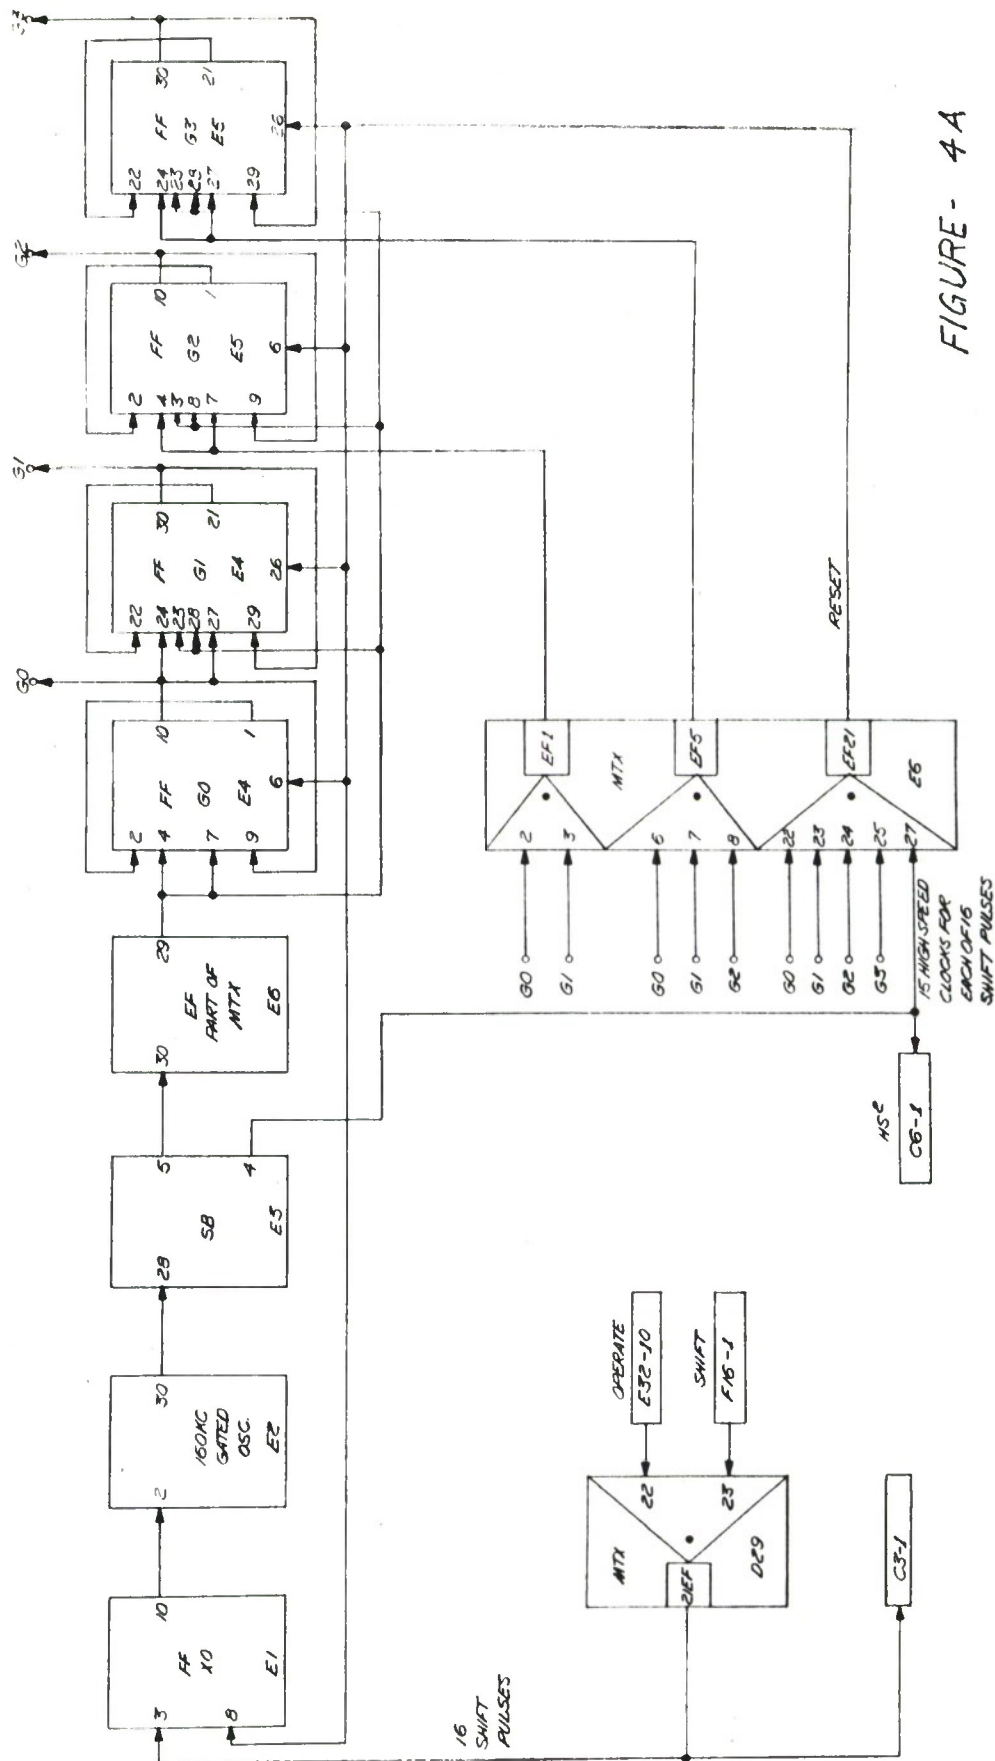 3
8
FF
X0
E1
10
2
160KC
GATED
OSC.
E2
30
28
SB
E3
5
4
30
EF
PART OF
MTX
E6
29
2
4
7
9
FF
G0
E4
10
1
6
G0
22
24
23
28
27
29
FF
G1
E4
30
21
26
G1
2
4
3
8
7
9
FF
G2
E5
10
1
6
G2
22
24
23
28
27
29
FF
G3
E5
30
21
26
G3
16
SHIFT
PULSES
MTX
21EF
D29
22
23
OPERATE
E32-10
SHIFT
F16-1
C3-1
HS2
C6-1
15 HIGH SPEED
CLOCKS FOR
EACH OF 16
SHIFT PULSES
G0
G1
G0
G1
G2
G0
G1
G2
G3
2
3
6
7
8
22
23
24
25
27
EF1
MTX
EF5
EF21
E6
RESET
FIGURE - 4A